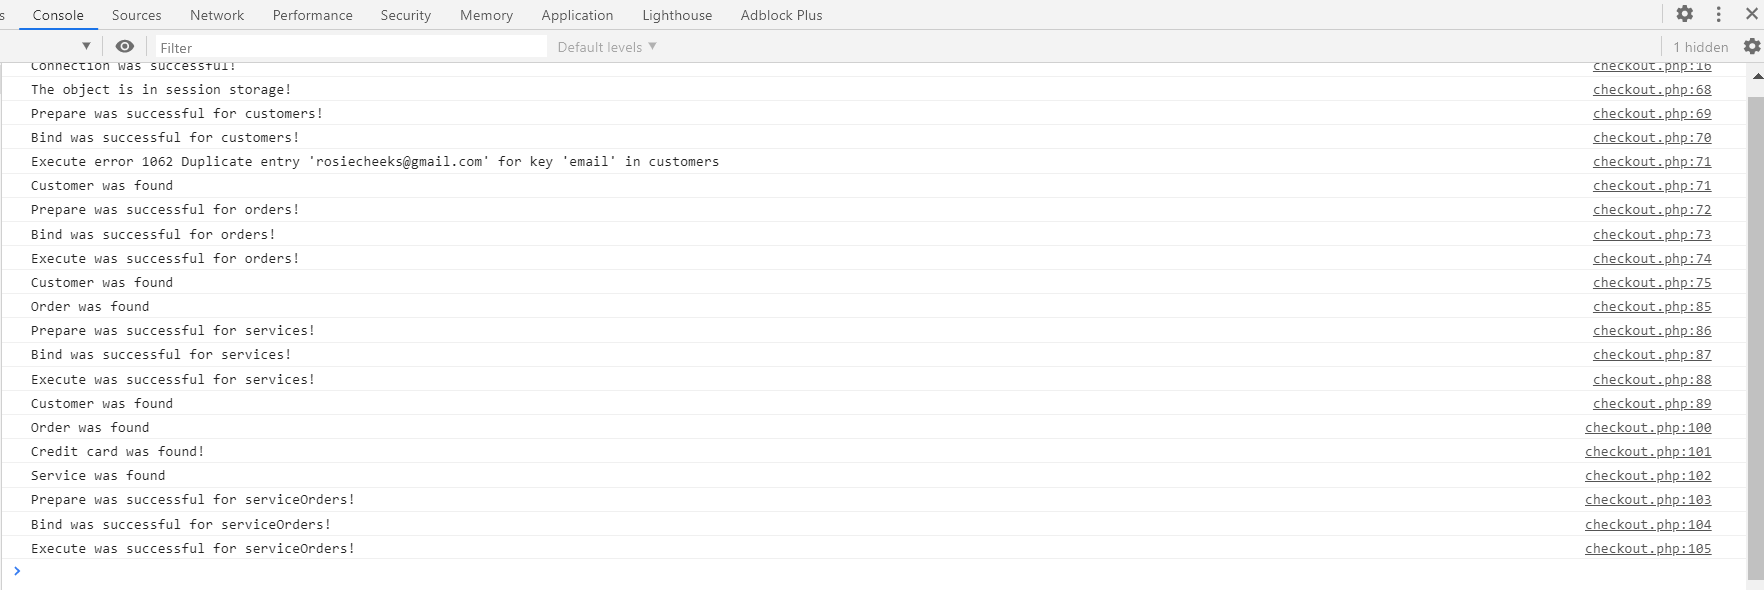 s Console Sources Network Performance Security Memory Application Lighthouse Adblock Plus
Filter Default levels 1 hidden
Connection was successful! checkout.php:16
The object is in session storage! checkout.php:68
Prepare was successful for customers! checkout.php:69
Bind was successful for customers! checkout.php:70
Execute error 1062 Duplicate entry 'rosiecheeks@gmail.com' for key 'email' in customers checkout.php:71
Customer was found checkout.php:71
Prepare was successful for orders! checkout.php:72
Bind was successful for orders! checkout.php:73
Execute was successful for orders! checkout.php:74
Customer was found checkout.php:75
Order was found checkout.php:85
Prepare was successful for services! checkout.php:86
Bind was successful for services! checkout.php:87
Execute was successful for services! checkout.php:88
Customer was found checkout.php:89
Order was found checkout.php:100
Credit card was found! checkout.php:101
Service was found checkout.php:102
Prepare was successful for serviceOrders! checkout.php:103
Bind was successful for serviceOrders! checkout.php:104
Execute was successful for serviceOrders! checkout.php:105